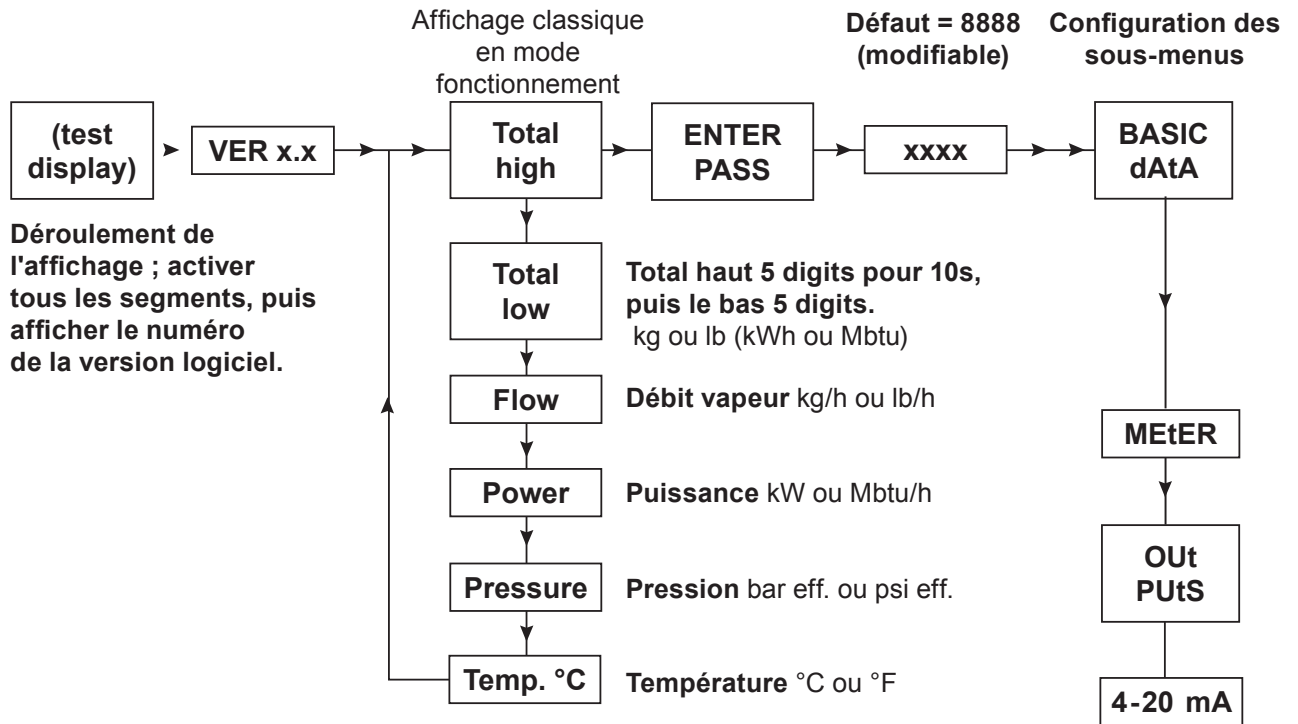 Affichage classique
en mode
fonctionnement
Défaut = 8888
(modifiable)
Configuration des
sous-menus
(test
display)
VER x.x
Total
high
ENTER
PASS
xxxx
BASIC
dAtA
Déroulement de
l'affichage ; activer
tous les segments, puis
afficher le numéro
de la version logiciel.
Total
low
Total haut 5 digits pour 10s,
puis le bas 5 digits.
kg ou lb (kWh ou Mbtu)
Flow
Débit vapeur kg/h ou lb/h
MEtER
Power
Puissance kW ou Mbtu/h
OUt
PUtS
Pressure
Pression bar eff. ou psi eff.
Temp. °C
Température °C ou °F
4-20 mA